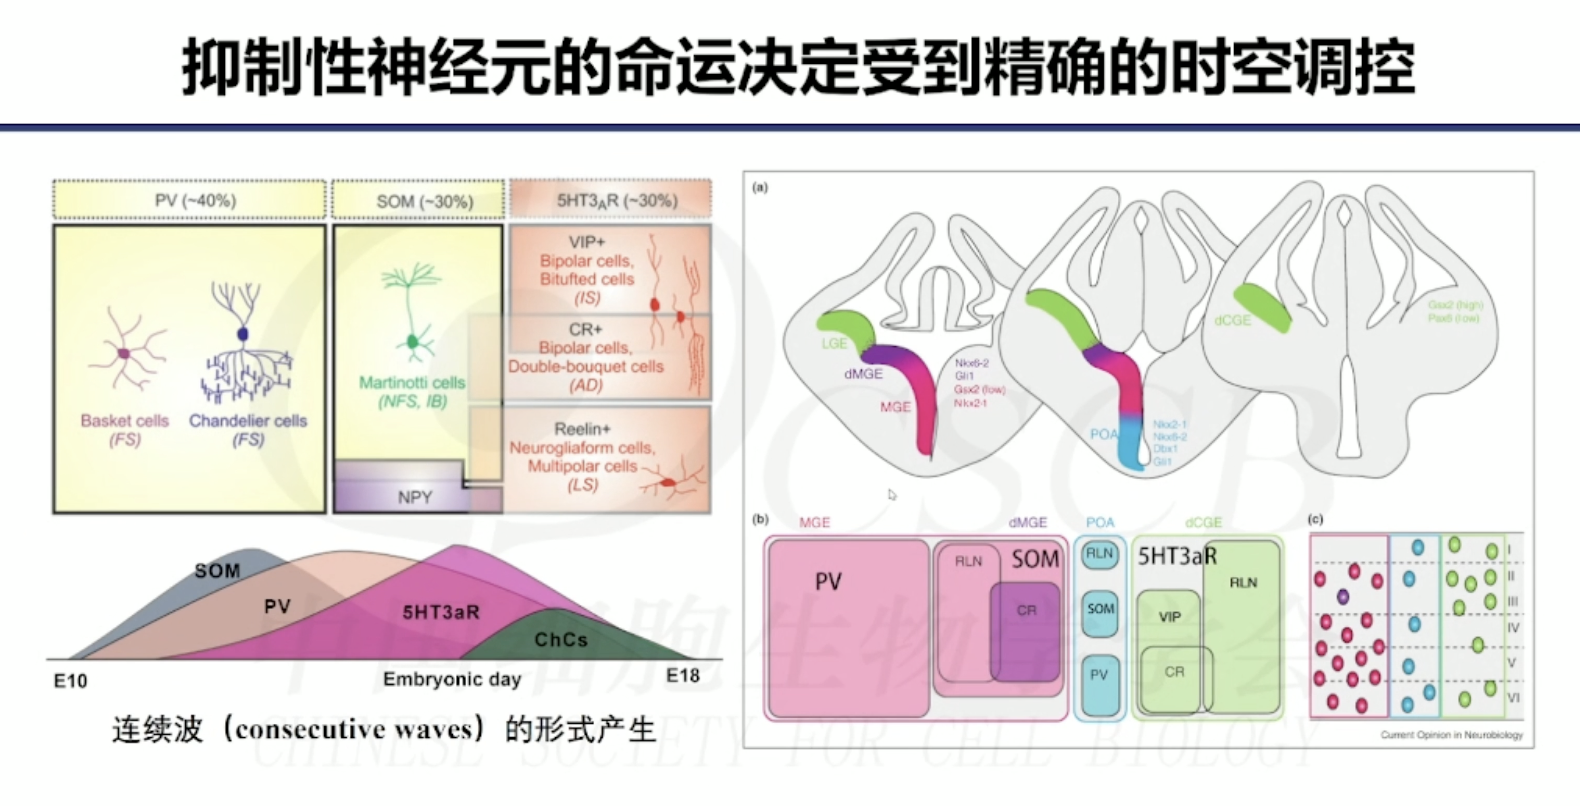 抑制性神经元的命运决定受到精确的时空调控
PV (~40%)
SOM (~30%)
5HT3AR (~30%)
Basket cells
(FS)
Chandelier cells
(FS)
Martinotti cells
(NFS, IB)
NPY
VIP+
Bipolar cells,
Bitufted cells
(IS)
CR+
Bipolar cells,
Double-bouquet cells
(AD)
Reelin+
Neurogliaform cells,
Multipolar cells
(LS)
SOM
PV
5HT3aR
ChCs
E10
Embryonic day
E18
连续波（consecutive waves）的形式产生
(a)
LGE
dMGE
MGE
Nkx6-2
Gli1
Gsx2 (low)
Nkx2-1
POA
Nkx2-1
Nkx6-2
Dbx1
Gli1
dCGE
Gsx2 (high)
Pax6 (low)
(b)
MGE
dMGE
POA
dCGE
PV
RLN
SOM
CR
RLN
SOM
PV
5HT3aR
VIP
CR
RLN
(c)
I
II
III
IV
V
VI
Current Opinion in Neurobiology
CSCB
中国细胞生物学学会
CHINESE SOCIETY FOR CELL BIOLOGY